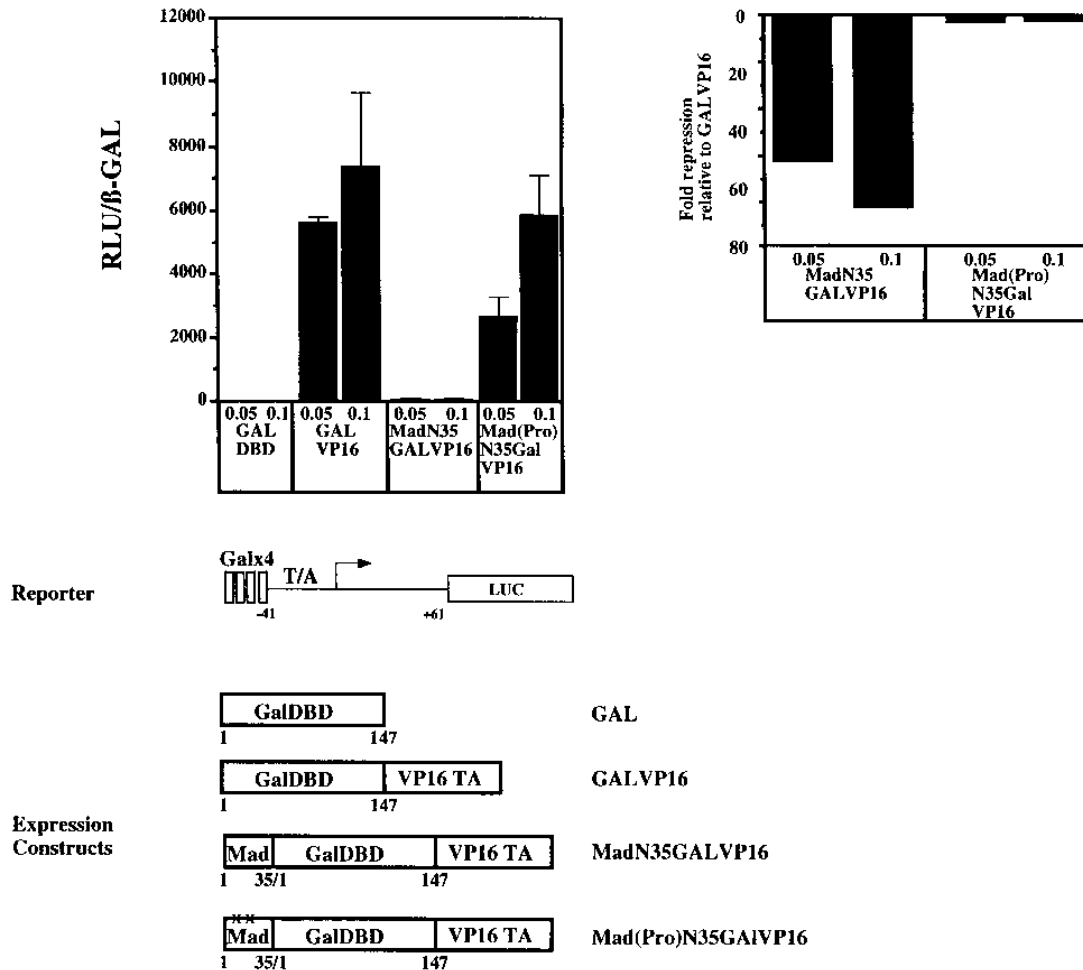 12000
10000
8000
6000
4000
2000
0
RLU/ß-GAL
0.05 0.1
GAL
DBD
0.05 0.1
GAL
VP16
0.05 0.1
MadN35
GALVP16
0.05 0.1
Mad(Pro)
N35Gal
VP16
0
20
40
60
80
Fold repression
relative to GALVP16
0.05 0.1
MadN35
GALVP16
0.05 0.1
Mad(Pro)
N35Gal
VP16
Reporter
Galx4
T/A
LUC
-41
+61
Expression
Constructs
GalDBD
GAL
1 147
GalDBD VP16 TA
GALVP16
1 147
Mad GalDBD VP16 TA
MadN35GALVP16
1 35/1 147
x x
Mad GalDBD VP16 TA
Mad(Pro)N35GAlVP16
1 35/1 147